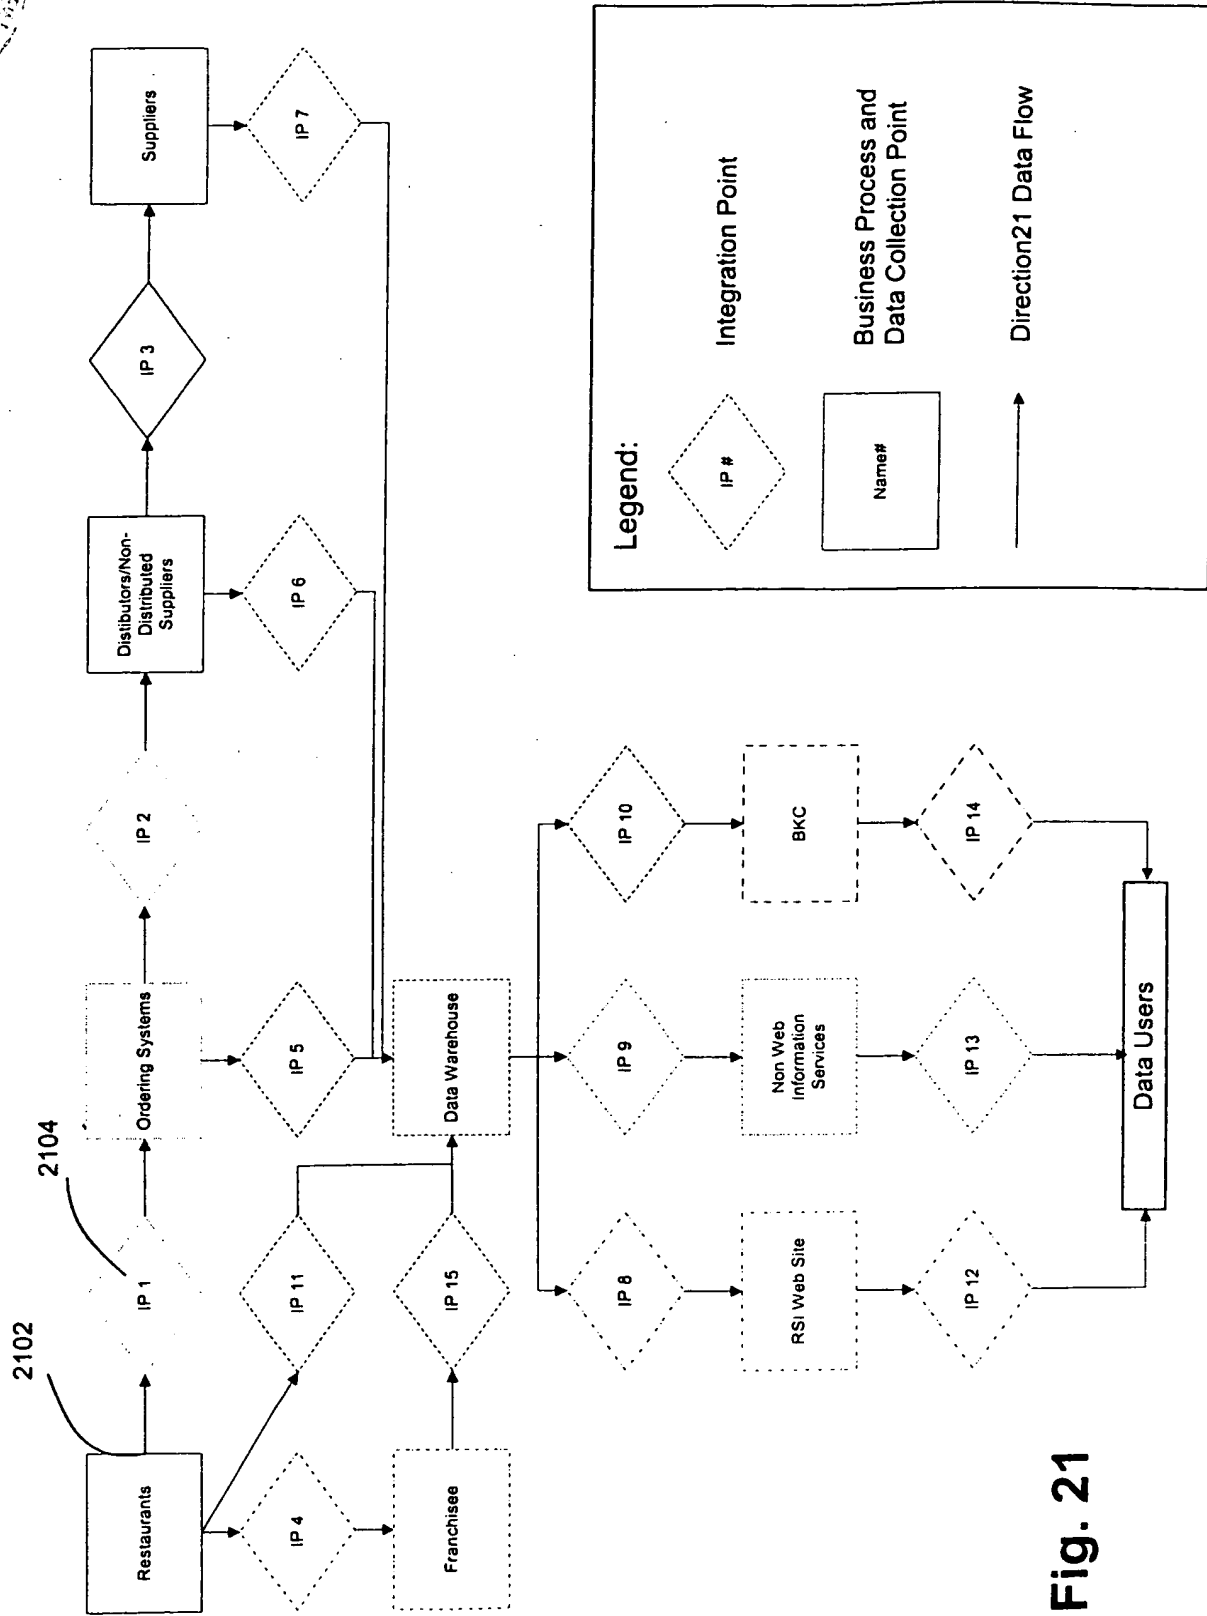 2102
2104
Restaurants
IP 1
Ordering Systems
IP 2
Distibutors/Non-
Distributed
Suppliers
IP 3
Suppliers
IP 4
IP 11
IP 5
IP 6
IP 7
Franchisee
IP 15
Data Warehouse
IP 8
IP 9
IP 10
RSI Web Site
Non Web
Information
Services
BKC
IP 12
IP 13
IP 14
Data Users
Legend:
IP #
Integration Point
Name#
Business Process and
Data Collection Point
Direction21 Data Flow
Fig. 21